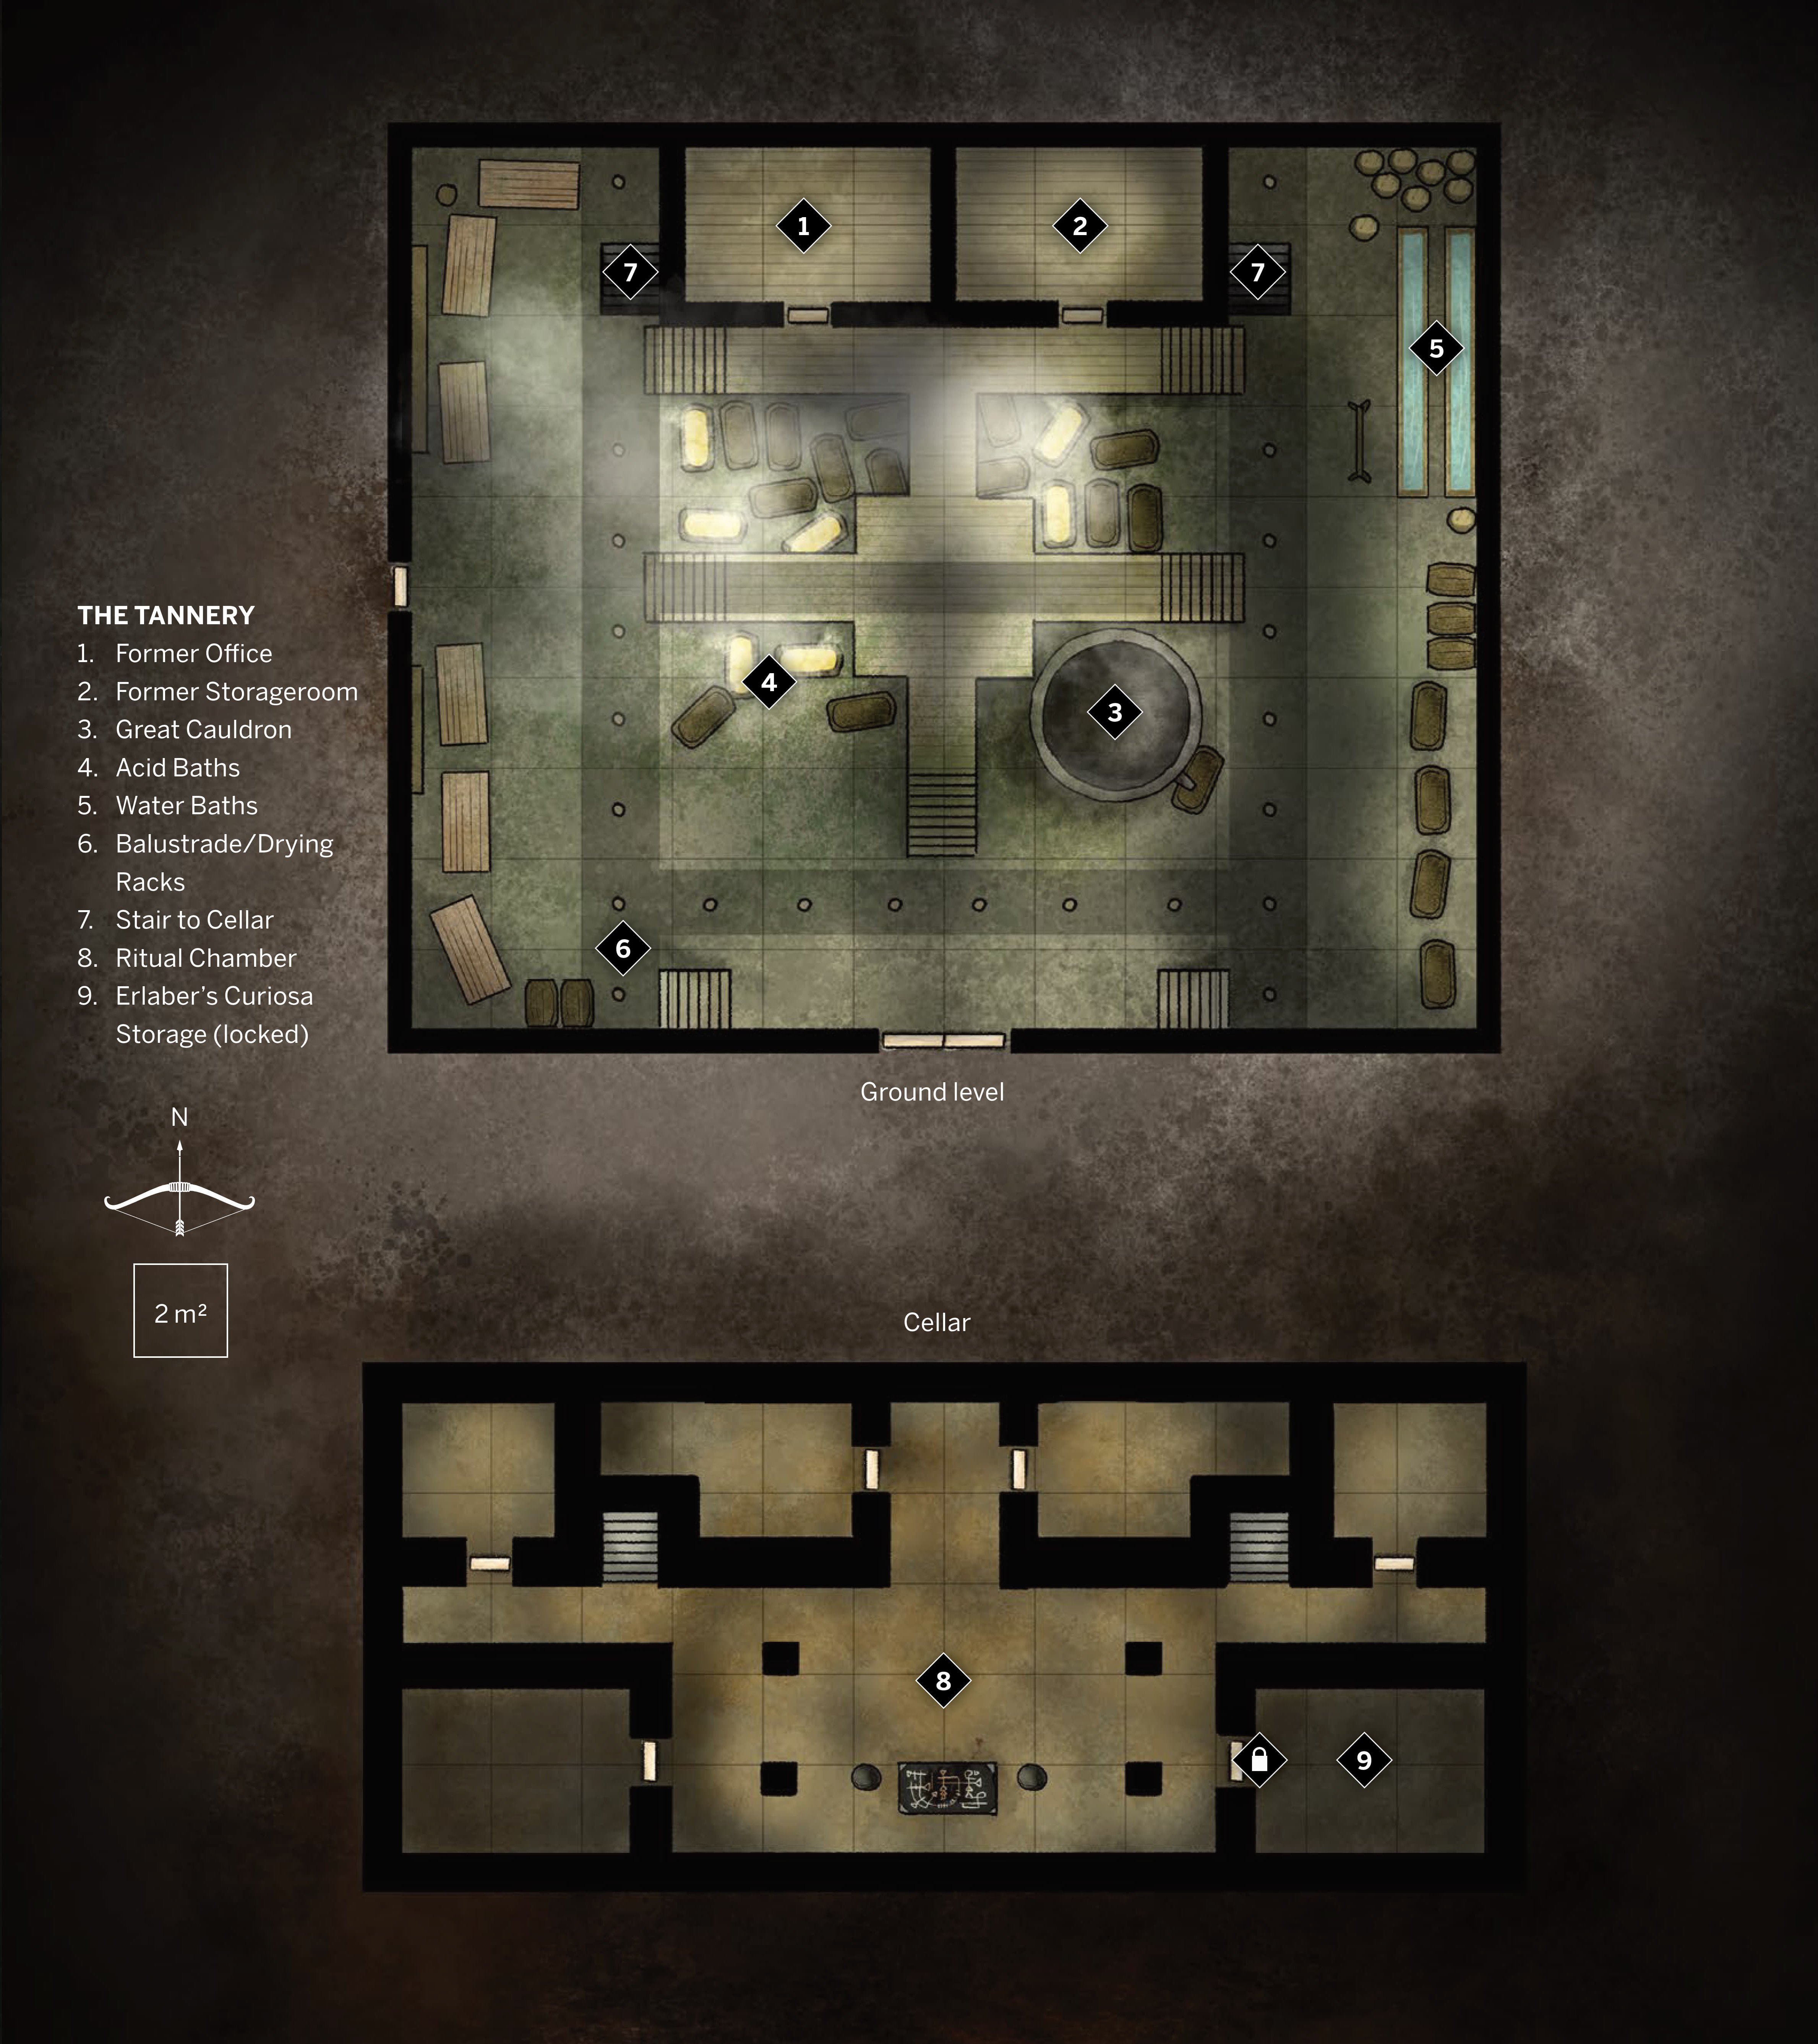 1
2
7
7
5
4
3
6
THE TANNERY
1. Former Office
2. Former Storageroom
3. Great Cauldron
4. Acid Baths
5. Water Baths
6. Balustrade/Drying
Racks
7. Stair to Cellar
8. Ritual Chamber
9. Erlaber’s Curiosa
Storage (locked)
Ground level
N
2 m²
Cellar
8
9